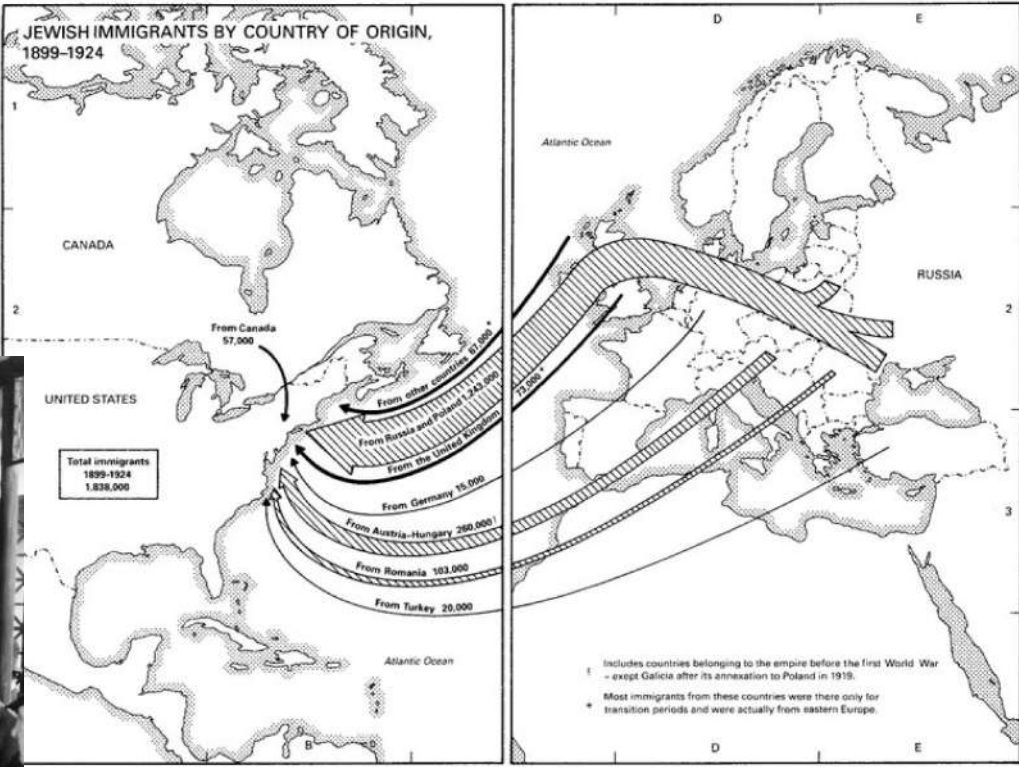 JEWISH IMMIGRANTS BY COUNTRY OF ORIGIN,
1899–1924
D
E
1
Atlantic Ocean
CANADA
RUSSIA
2
2
From Canada
57,000
UNITED STATES
Total immigrants
1899-1924
1,838,000
From other countries 67,000*
From Russia and Poland 1,243,000
From the United Kingdom 73,000*
From Germany 15,000
From Austria–Hungary 260,000
From Romania 103,000
From Turkey 20,000
3
Atlantic Ocean
Includes countries belonging to the empire before the first World War
– exept Galicia after its annexation to Poland in 1919.
* Most immigrants from these countries were there only for
transition periods and were actually from eastern Europe.
B
D
E